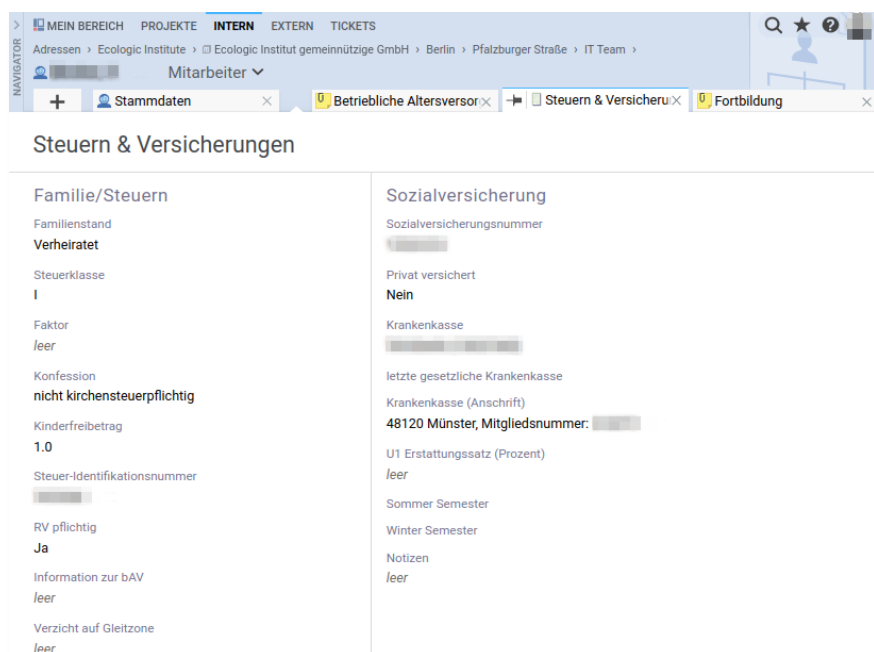 MEIN BEREICH PROJEKTE INTERN EXTERN TICKETS
NAVIGATOR
Adressen › Ecologic Institute › Ecologic Institut gemeinnützige GmbH › Berlin › Pfalzburger Straße › IT Team ›
Mitarbeiter
+ Stammdaten × Betriebliche Altersversor × Steuern & Versicheru × Fortbildung ×
Steuern & Versicherungen
Familie/Steuern
Familienstand
Verheiratet
Steuerklasse
I
Faktor
leer
Konfession
nicht kirchensteuerpflichtig
Kinderfreibetrag
1.0
Steuer-Identifikationsnummer
RV pflichtig
Ja
Information zur bAV
leer
Verzicht auf Gleitzone
leer
Sozialversicherung
Sozialversicherungsnummer
Privat versichert
Nein
Krankenkasse
letzte gesetzliche Krankenkasse
Krankenkasse (Anschrift)
48120 Münster, Mitgliedsnummer:
U1 Erstattungssatz (Prozent)
leer
Sommer Semester
Winter Semester
Notizen
leer